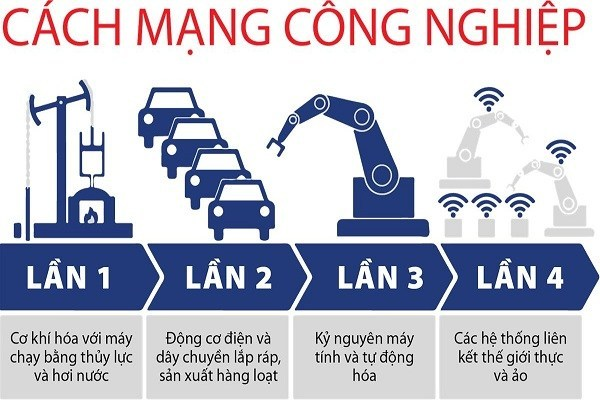 CÁCH MẠNG CÔNG NGHIỆP
LẦN 1
LẦN 2
LẦN 3
LẦN 4
Cơ khí hóa với máy
chạy bằng thủy lực
và hơi nước
Động cơ điện và
dây chuyền lắp ráp,
sản xuất hàng loạt
Kỷ nguyên máy
tính và tự động
hóa
Các hệ thống liên
kết thế giới thực
và ảo